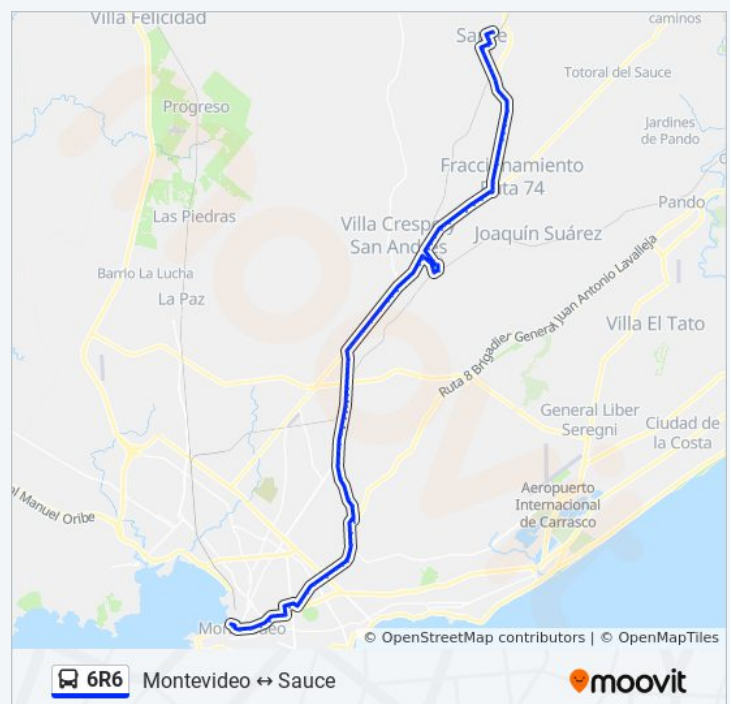 Villa Felicidad
caminos
Totoral del Sauce
Progreso
Jardines
de Pando
Fraccionamiento
Ruta 74
Pando
Las Piedras
Villa Crespo y
San Andrés
Joaquín Suárez
Barrio La Lucha
La Paz
Ruta 8 Brigadier General Juan Antonio Lavalleja
Villa El Tato
General Liber
Seregni
Ciudad de
la Costa
Aeropuerto
Internacional
de Carrasco
al Manuel Oribe
© OpenStreetMap contributors | © OpenMapTiles
6R6 Montevideo ↔ Sauce
moovit